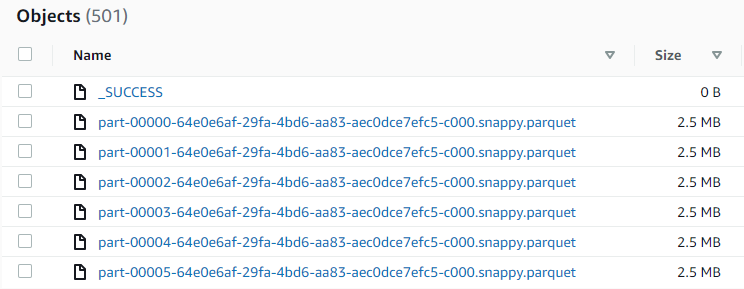 Objects (501)
Name Size
_SUCCESS 0 B
part-00000-64e0e6af-29fa-4bd6-aa83-aec0dce7efc5-c000.snappy.parquet 2.5 MB
part-00001-64e0e6af-29fa-4bd6-aa83-aec0dce7efc5-c000.snappy.parquet 2.5 MB
part-00002-64e0e6af-29fa-4bd6-aa83-aec0dce7efc5-c000.snappy.parquet 2.5 MB
part-00003-64e0e6af-29fa-4bd6-aa83-aec0dce7efc5-c000.snappy.parquet 2.5 MB
part-00004-64e0e6af-29fa-4bd6-aa83-aec0dce7efc5-c000.snappy.parquet 2.5 MB
part-00005-64e0e6af-29fa-4bd6-aa83-aec0dce7efc5-c000.snappy.parquet 2.5 MB